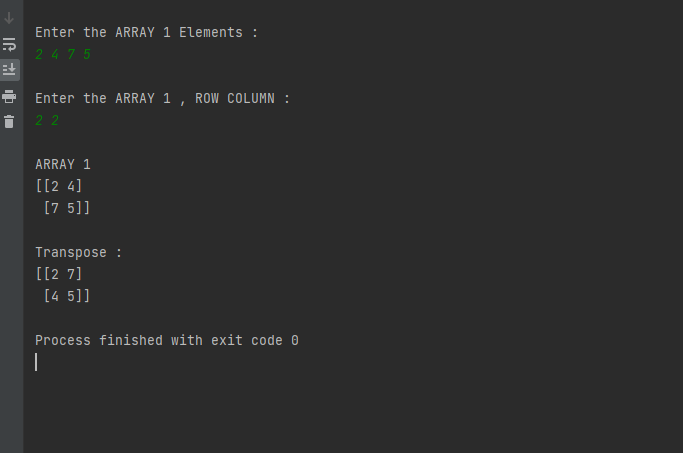 Enter the ARRAY 1 Elements :
2 4 7 5
Enter the ARRAY 1 , ROW COLUMN :
2 2
ARRAY 1
[[2 4]
 [7 5]]
Transpose :
[[2 7]
 [4 5]]
Process finished with exit code 0